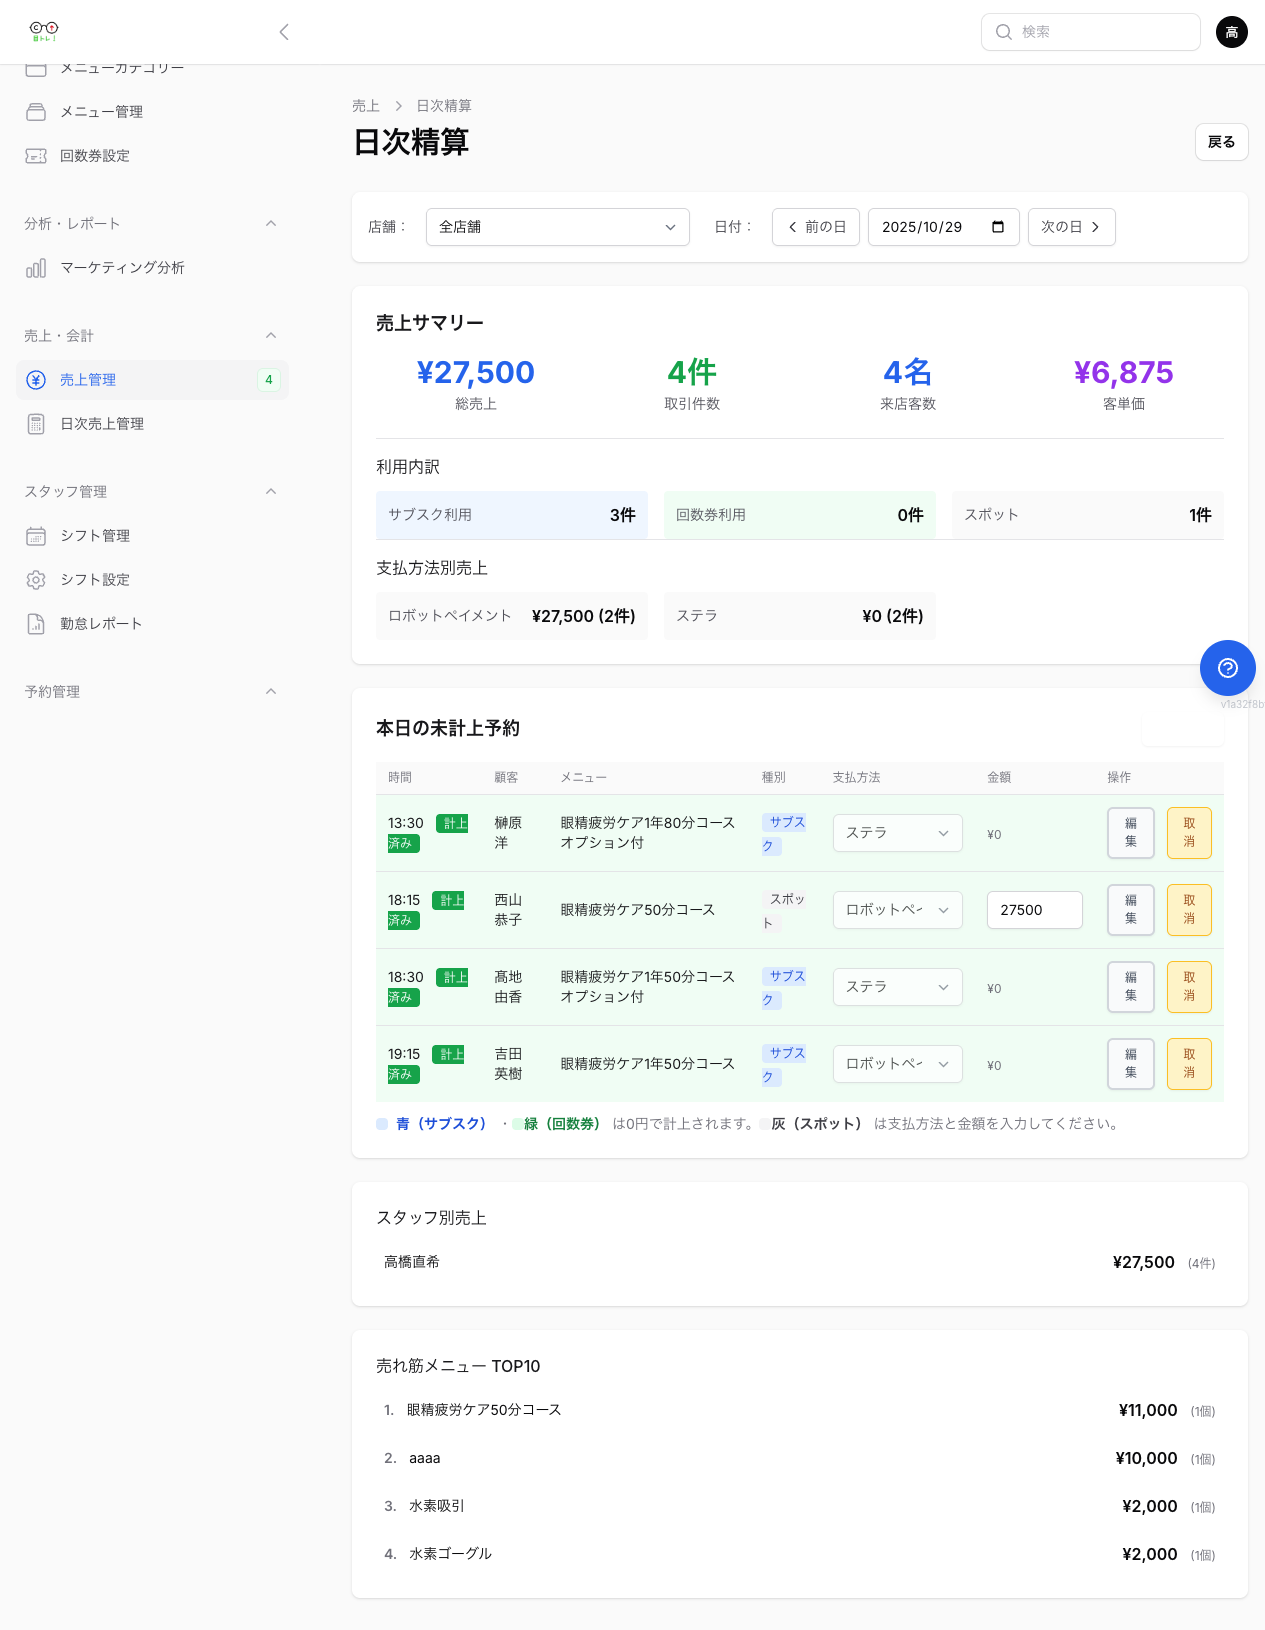 検索
高
メニューカテゴリー
メニュー管理
回数券設定
分析・レポート
マーケティング分析
売上・会計
売上管理
4
日次売上管理
スタッフ管理
シフト管理
シフト設定
勤怠レポート
予約管理
売上
日次精算
日次精算
戻る
店舗：
全店舗
日付：
前の日
2025/10/29
次の日
売上サマリー
¥27,500
総売上
4件
取引件数
4名
来店客数
¥6,875
客単価
利用内訳
サブスク利用 3件
回数券利用 0件
スポット 1件
支払方法別売上
ロボットペイメント ¥27,500 (2件)
ステラ ¥0 (2件)
v1a32f8b
本日の未計上予約
時間 顧客 メニュー 種別 支払方法 金額 操作
13:30 計上済み 榊原洋 眼精疲労ケア1年80分コースオプション付 サブスク ステラ ¥0 編集 取消
18:15 計上済み 西山恭子 眼精疲労ケア50分コース スポット ロボットペイ 27500 編集 取消
18:30 計上済み 髙地由香 眼精疲労ケア1年50分コースオプション付 サブスク ステラ ¥0 編集 取消
19:15 計上済み 吉田英樹 眼精疲労ケア1年50分コース サブスク ロボットペイ ¥0 編集 取消
青（サブスク）・緑（回数券）は0円で計上されます。灰（スポット）は支払方法と金額を入力してください。
スタッフ別売上
高橋直希 ¥27,500 (4件)
売れ筋メニュー TOP10
1. 眼精疲労ケア50分コース ¥11,000 (1個)
2. aaaa ¥10,000 (1個)
3. 水素吸引 ¥2,000 (1個)
4. 水素ゴーグル ¥2,000 (1個)